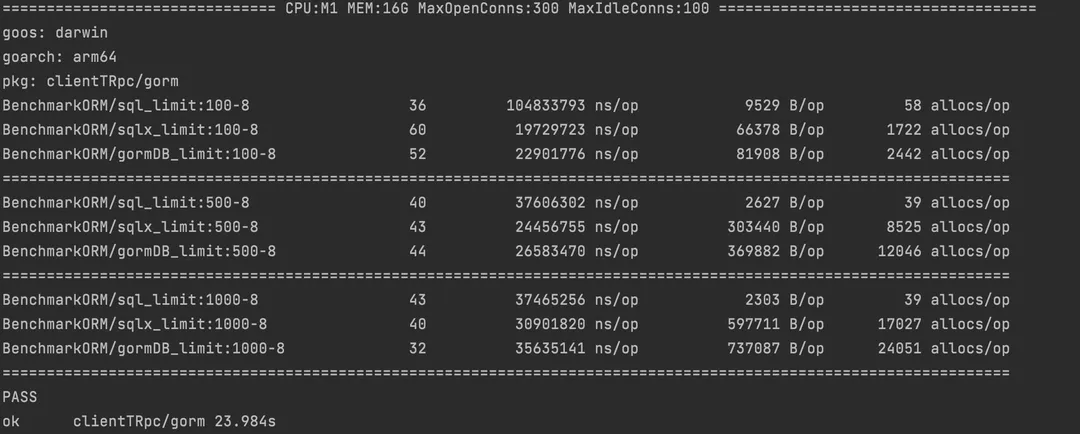 =============================== CPU:M1 MEM:16G MaxOpenConns:300 MaxIdleConns:100 ====================================
goos: darwin
goarch: arm64
pkg: clientTRpc/gorm
BenchmarkORM/sql_limit:100-8 36 104833793 ns/op 9529 B/op 58 allocs/op
BenchmarkORM/sqlx_limit:100-8 60 19729723 ns/op 66378 B/op 1722 allocs/op
BenchmarkORM/gormDB_limit:100-8 52 22901776 ns/op 81908 B/op 2442 allocs/op
==================================================================================================================
BenchmarkORM/sql_limit:500-8 40 37606302 ns/op 2627 B/op 39 allocs/op
BenchmarkORM/sqlx_limit:500-8 43 24456755 ns/op 303440 B/op 8525 allocs/op
BenchmarkORM/gormDB_limit:500-8 44 26583470 ns/op 369882 B/op 12046 allocs/op
==================================================================================================================
BenchmarkORM/sql_limit:1000-8 43 37465256 ns/op 2303 B/op 39 allocs/op
BenchmarkORM/sqlx_limit:1000-8 40 30901820 ns/op 597711 B/op 17027 allocs/op
BenchmarkORM/gormDB_limit:1000-8 32 35635141 ns/op 737087 B/op 24051 allocs/op
==================================================================================================================
PASS
ok clientTRpc/gorm 23.984s